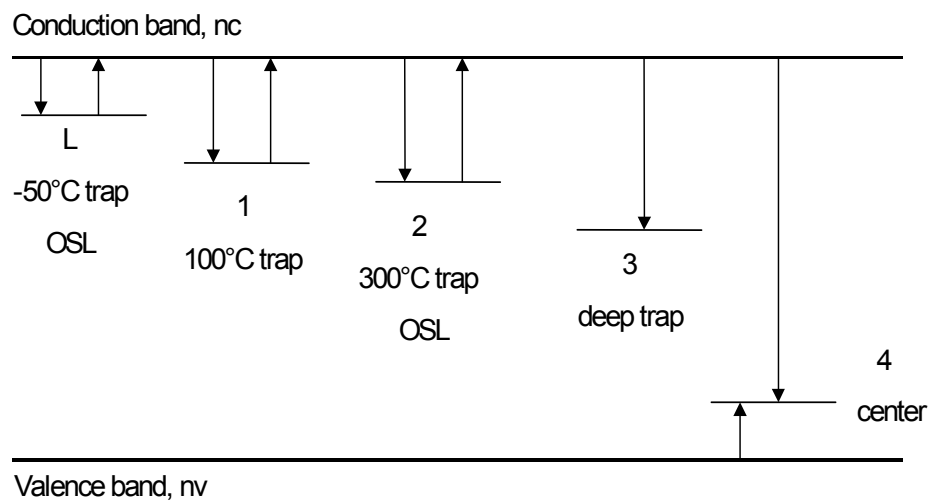 Conduction band, nc
L
-50°C trap
OSL
1
100°C trap
2
300°C trap
OSL
3
deep trap
4
center
Valence band, nv